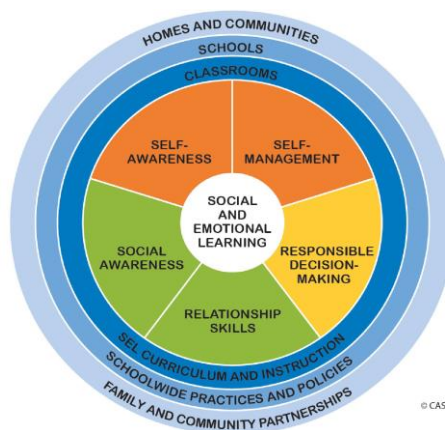 HOMES AND COMMUNITIES
SCHOOLS
CLASSROOMS
SELF-
AWARENESS
SELF-
MANAGEMENT
SOCIAL
AND
EMOTIONAL
LEARNING
SOCIAL
AWARENESS
RESPONSIBLE
DECISION-
MAKING
RELATIONSHIP
SKILLS
SEL CURRICULUM AND INSTRUCTION
SCHOOLWIDE PRACTICES AND POLICIES
FAMILY AND COMMUNITY PARTNERSHIPS
© CAS